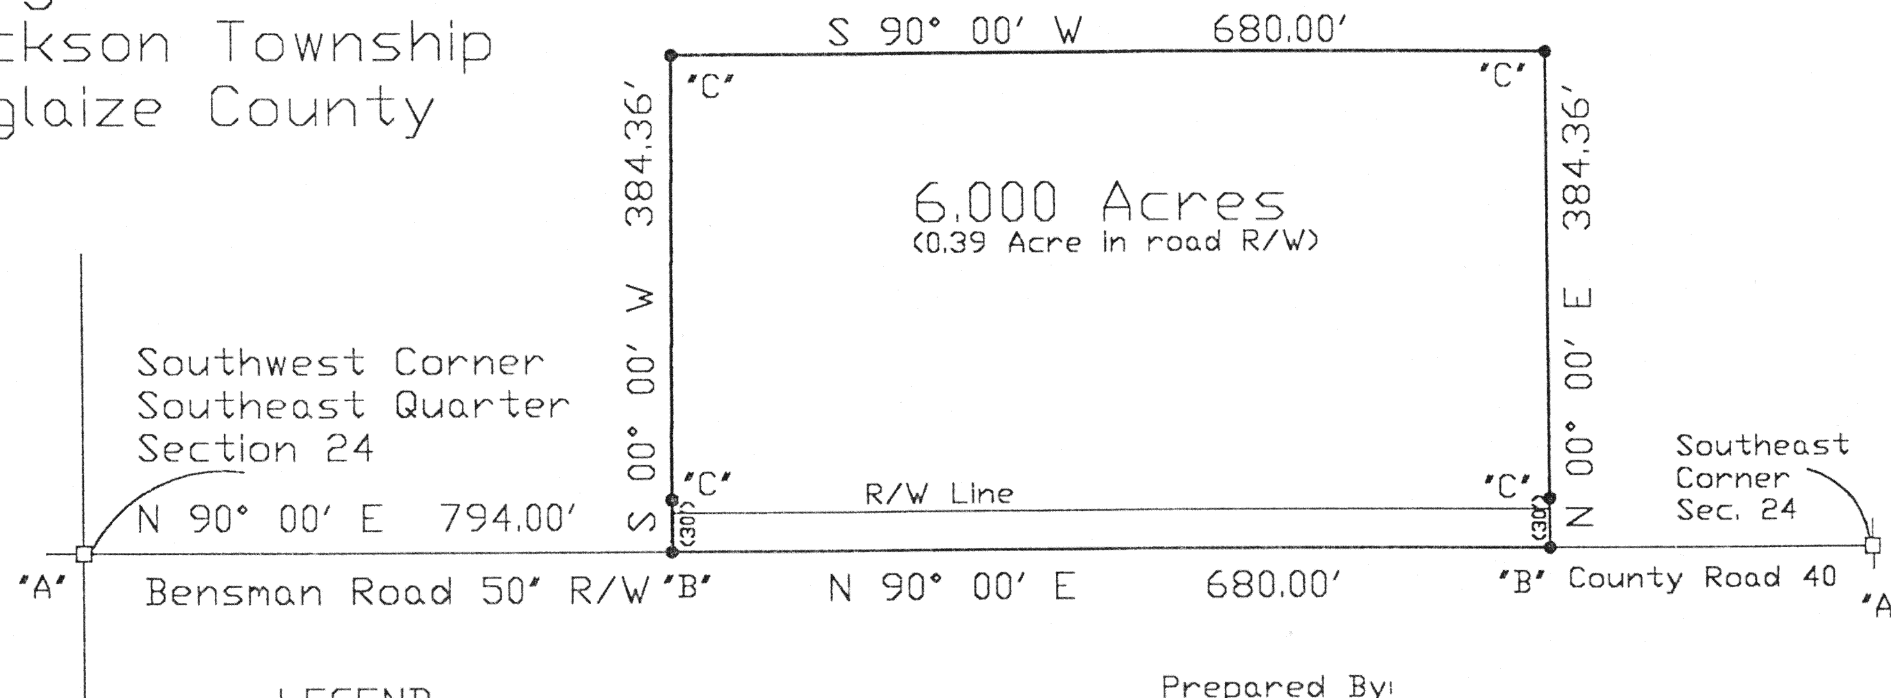 ckson Township
glaize County
S 90° 00' W 680.00'
"C"
"C"
384.36'
S 00° 00' W
384.36'
N 00° 00' E
6.000 Acres
(0.39 Acre in road R/W)
Southwest Corner
Southeast Quarter
Section 24
N 90° 00' E 794.00'
"C"
(30')
R/W Line
"C"
(30')
Southeast
Corner
Sec. 24
"A"
Bensman Road 50" R/W
"B"
N 90° 00' E 680.00'
"B"
County Road 40
"A
LEGEND
Prepared By: